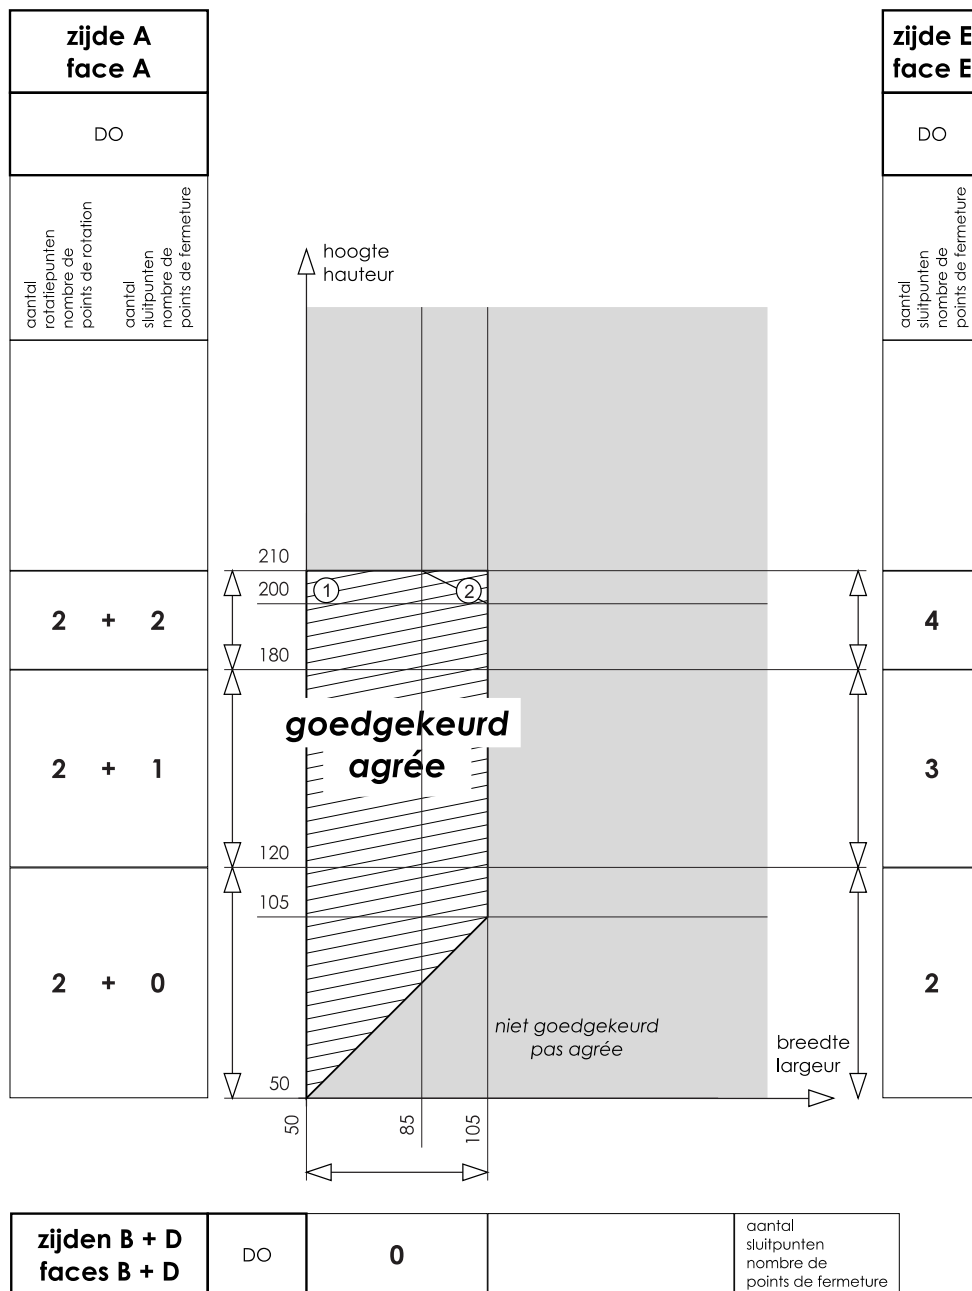 zijde A
face A
DO
aantal
rotatiepunten
nombre de
points de rotation
aantal
sluitpunten
nombre de
points de fermeture
zijde E
face E
DO
aantal
sluitpunten
nombre de
points de fermeture
hoogte
hauteur
210
200
180
120
105
50
1
2
2 + 2
2 + 1
2 + 0
4
3
2
goedgekeurd
agrée
niet goedgekeurd
pas agrée
breedte
largeur
50
85
105
zijden B + D
faces B + D
DO
0
aantal
sluitpunten
nombre de
points de fermeture